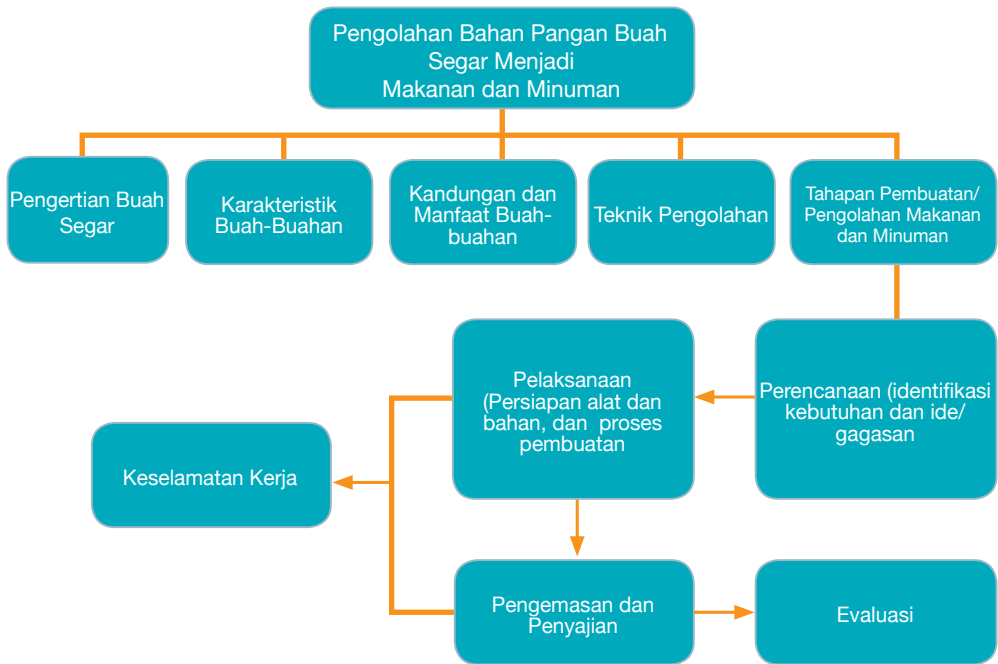 Pengolahan Bahan Pangan Buah
Segar Menjadi
Makanan dan Minuman
Pengertian Buah
Segar
Karakteristik
Buah-Buahan
Kandungan dan
Manfaat Buah-
buahan
Teknik Pengolahan
Tahapan Pembuatan/
Pengolahan Makanan
dan Minuman
Perencanaan (identifikasi
kebutuhan dan ide/
gagasan
Pelaksanaan
(Persiapan alat dan
bahan, dan proses
pembuatan
Keselamatan Kerja
Pengemasan dan
Penyajian
Evaluasi